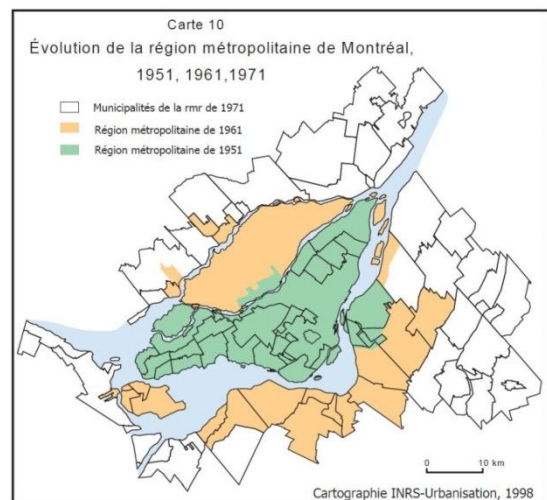 Carte 10
Évolution de la région métropolitaine de Montréal,
1951, 1961,1971
Municipalités de la rmr de 1971
Région métropolitaine de 1961
Région métropolitaine de 1951
0 10 km
Cartographie INRS-Urbanisation, 1998